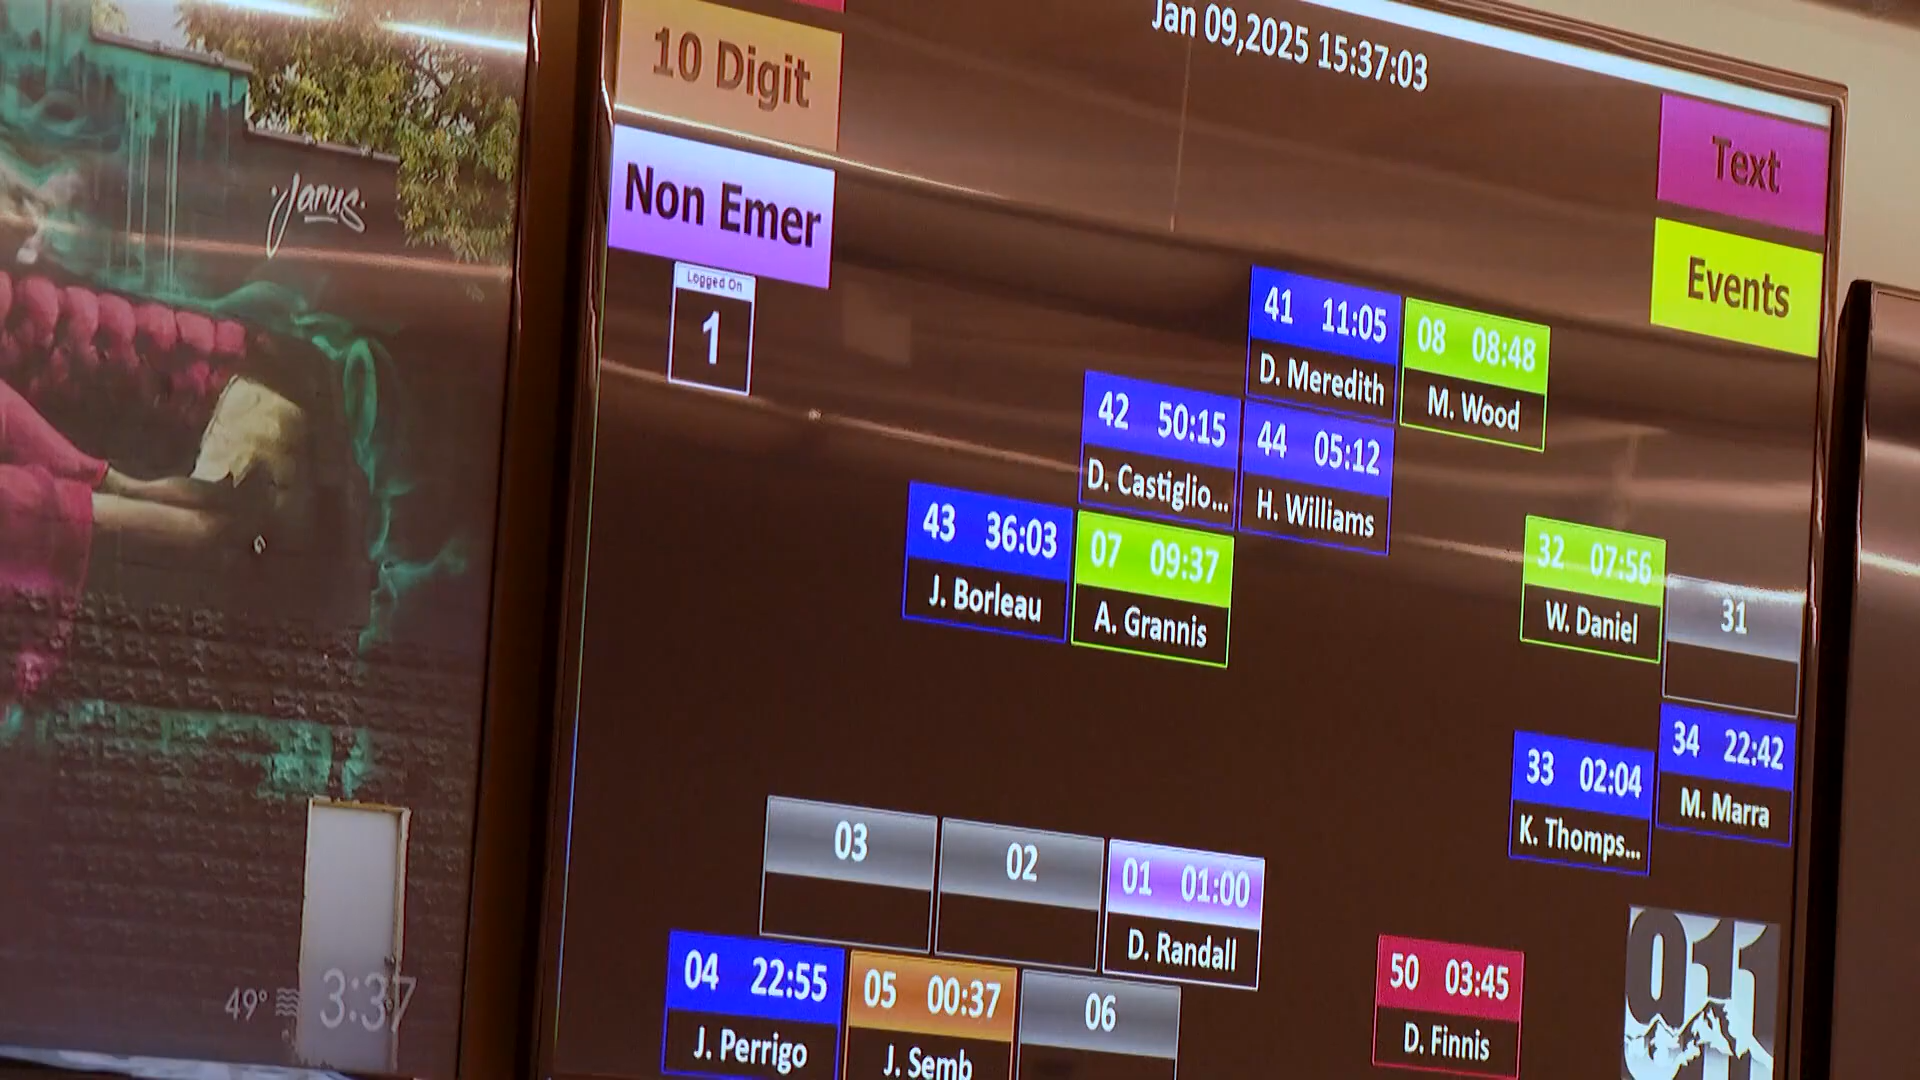 Jan 09,2025 15:37:03
10 Digit
Non Emer
Logged On
1
Text
Events
Jarus
41 11:05
D. Meredith
08 08:48
M. Wood
42 50:15
D. Castiglio...
44 05:12
H. Williams
43 36:03
J. Borleau
07 09:37
A. Grannis
32 07:56
W. Daniel
31
33 02:04
K. Thomps...
34 22:42
M. Marra
03
02
01 01:00
D. Randall
04 22:55
J. Perrigo
05 00:37
J. Semb
06
50 03:45
D. Finnis
911
49° 3:37